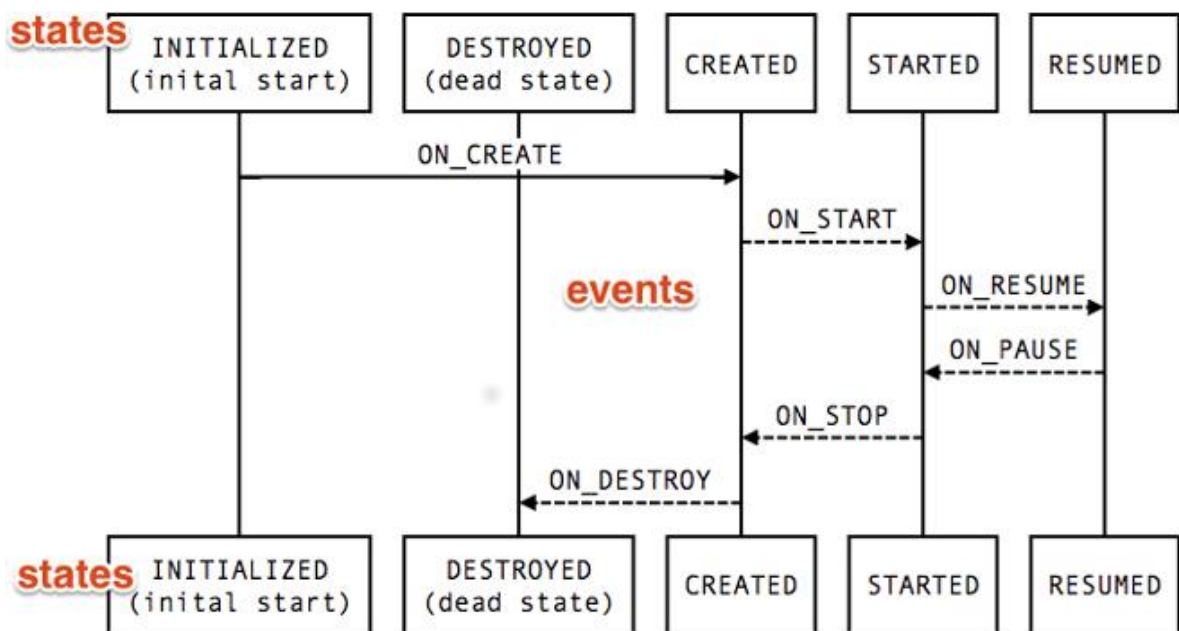 states
INITIALIZED
(inital start)
DESTROYED
(dead state)
CREATED
STARTED
RESUMED
ON_CREATE
ON_START
events
ON_RESUME
ON_PAUSE
ON_STOP
ON_DESTROY
states
INITIALIZED
(inital start)
DESTROYED
(dead state)
CREATED
STARTED
RESUMED